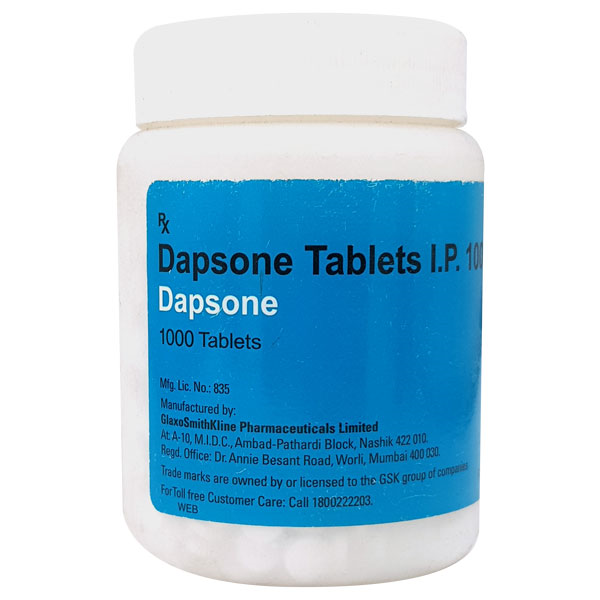 Rx
Dapsone Tablets I.P. 100
Dapsone
1000 Tablets
Mfg. Lic. No.: 835
Manufactured by:
GlaxoSmithKline Pharmaceuticals Limited
At: A-10, M.I.D.C., Ambad-Pathardi Block, Nashik 422 010.
Regd. Office: Dr. Annie Besant Road, Worli, Mumbai 400 030.
Trade marks are owned by or licensed to the GSK group of companies
For Toll free Customer Care: Call 1800222203.
WEB